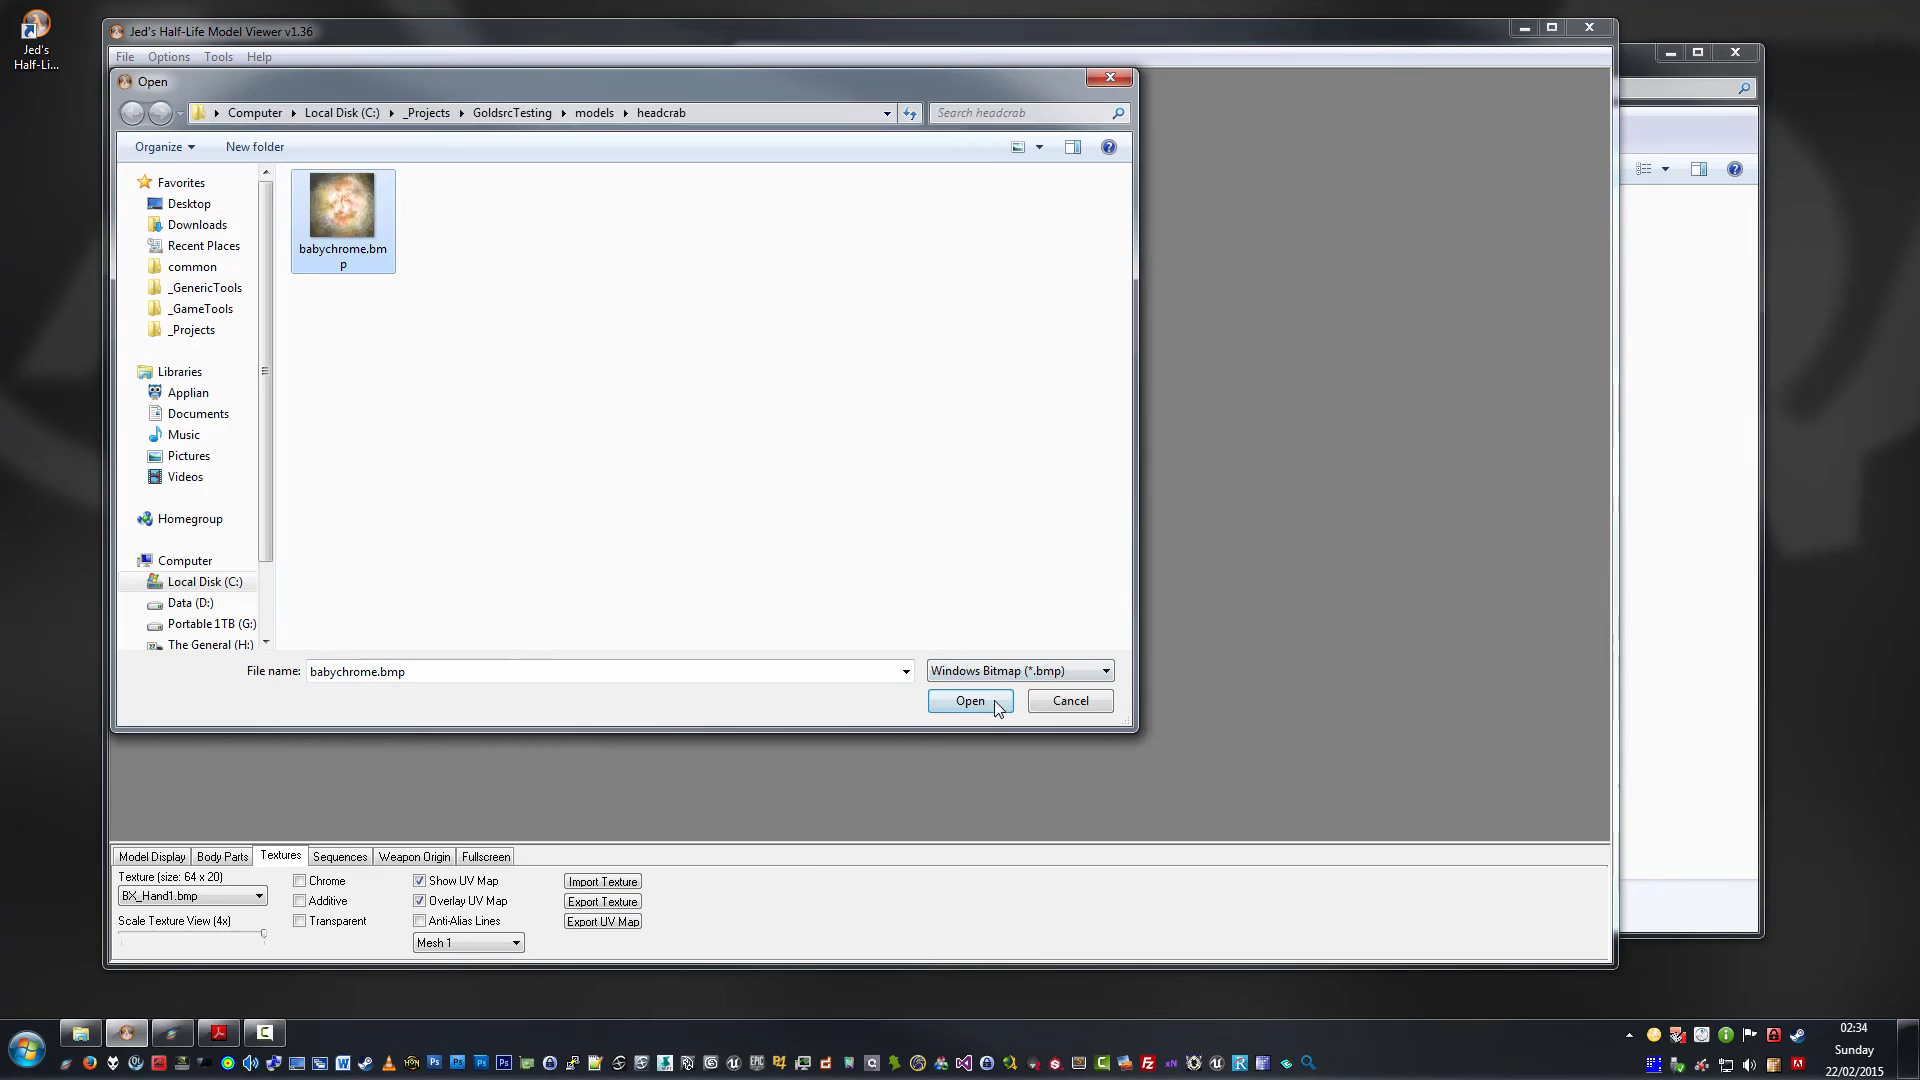 Jed's
Half-Li...
Jed's Half-Life Model Viewer v1.36
File Options Tools Help
Open
Computer Local Disk (C:) _Projects GoldsrcTesting models headcrab
Search headcrab
Organize New folder
Favorites
Desktop
Downloads
Recent Places
common
_GenericTools
_GameTools
_Projects
Libraries
Applian
Documents
Music
Pictures
Videos
Homegroup
Computer
Local Disk (C:)
Data (D:)
Portable 1TB (G:)
The General (H:)
babychrome.bm
p
File name: babychrome.bmp Windows Bitmap (*.bmp)
Open Cancel
Model Display Body Parts Textures Sequences Weapon Origin Fullscreen
Texture (size: 64 x 20) Chrome Show UV Map Import Texture
BX_Hand1.bmp Additive Overlay UV Map Export Texture
Scale Texture View (4x) Transparent Anti-Alias Lines Export UV Map
Mesh 1
02:34
Sunday
22/02/2015